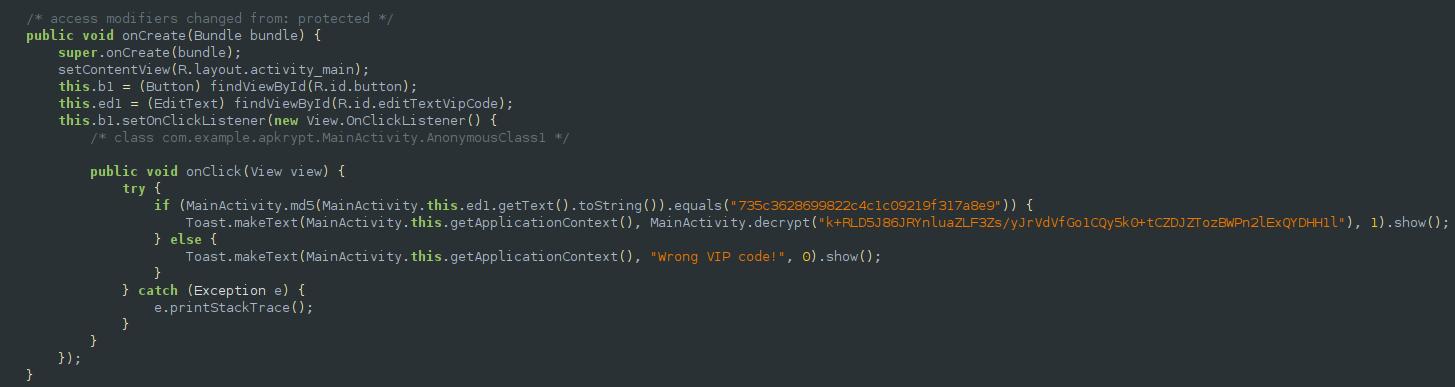 /* access modifiers changed from: protected */
public void onCreate(Bundle bundle) {
super.onCreate(bundle);
setContentView(R.layout.activity_main);
this.b1 = (Button) findViewById(R.id.button);
this.ed1 = (EditText) findViewById(R.id.editTextVipCode);
this.b1.setOnClickListener(new View.OnClickListener() {
/* class com.example.apkrypt.MainActivity.AnonymousClass1 */
public void onClick(View view) {
try {
if (MainActivity.md5(MainActivity.this.ed1.getText().toString()).equals("735c3628699822c4c1c09219f317a8e9")) {
Toast.makeText(MainActivity.this.getApplicationContext(), MainActivity.decrypt("k+RLD5J86JRYnluaZLF3Zs/yJrVdVfGo1CQy5k0+tCZDJZTozBWPn2lExQYDHH1l"), 1).show();
} else {
Toast.makeText(MainActivity.this.getApplicationContext(), "Wrong VIP code!", 0).show();
}
} catch (Exception e) {
e.printStackTrace();
}
}
});
}